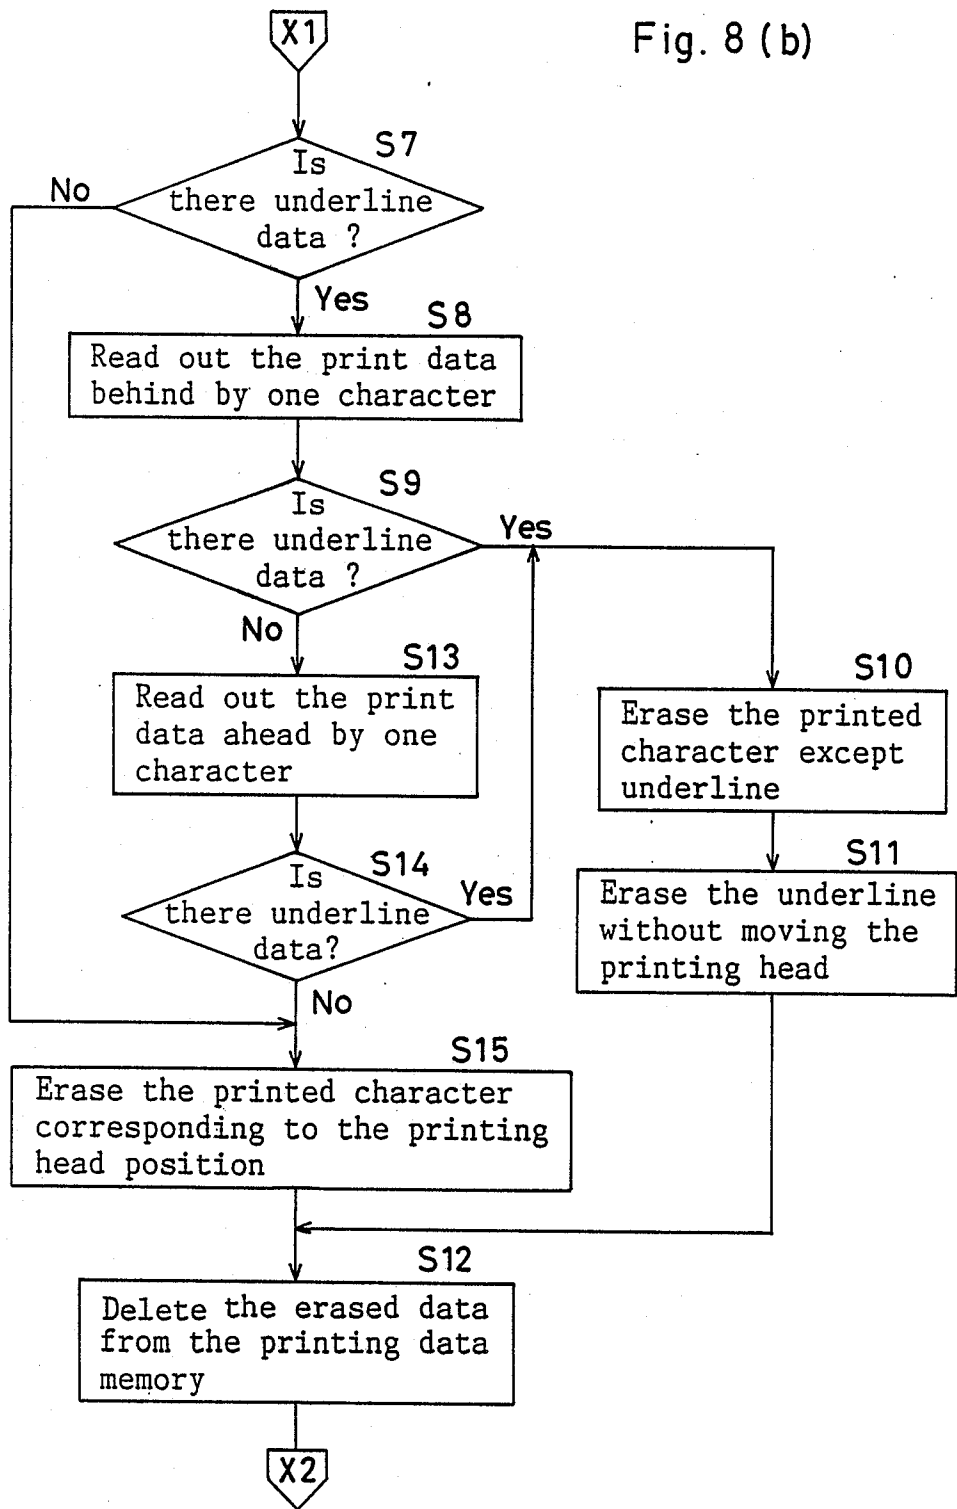 X1
Fig. 8 (b)
S7
Is
there underline
data ?
No
Yes
S8
Read out the print data
behind by one character
S9
Is
there underline
data ?
Yes
No
S13
Read out the print
data ahead by one
character
S10
Erase the printed
character except
underline
S14
Is
there underline
data?
Yes
No
S11
Erase the underline
without moving the
printing head
S15
Erase the printed character
corresponding to the printing
head position
S12
Delete the erased data
from the printing data
memory
X2